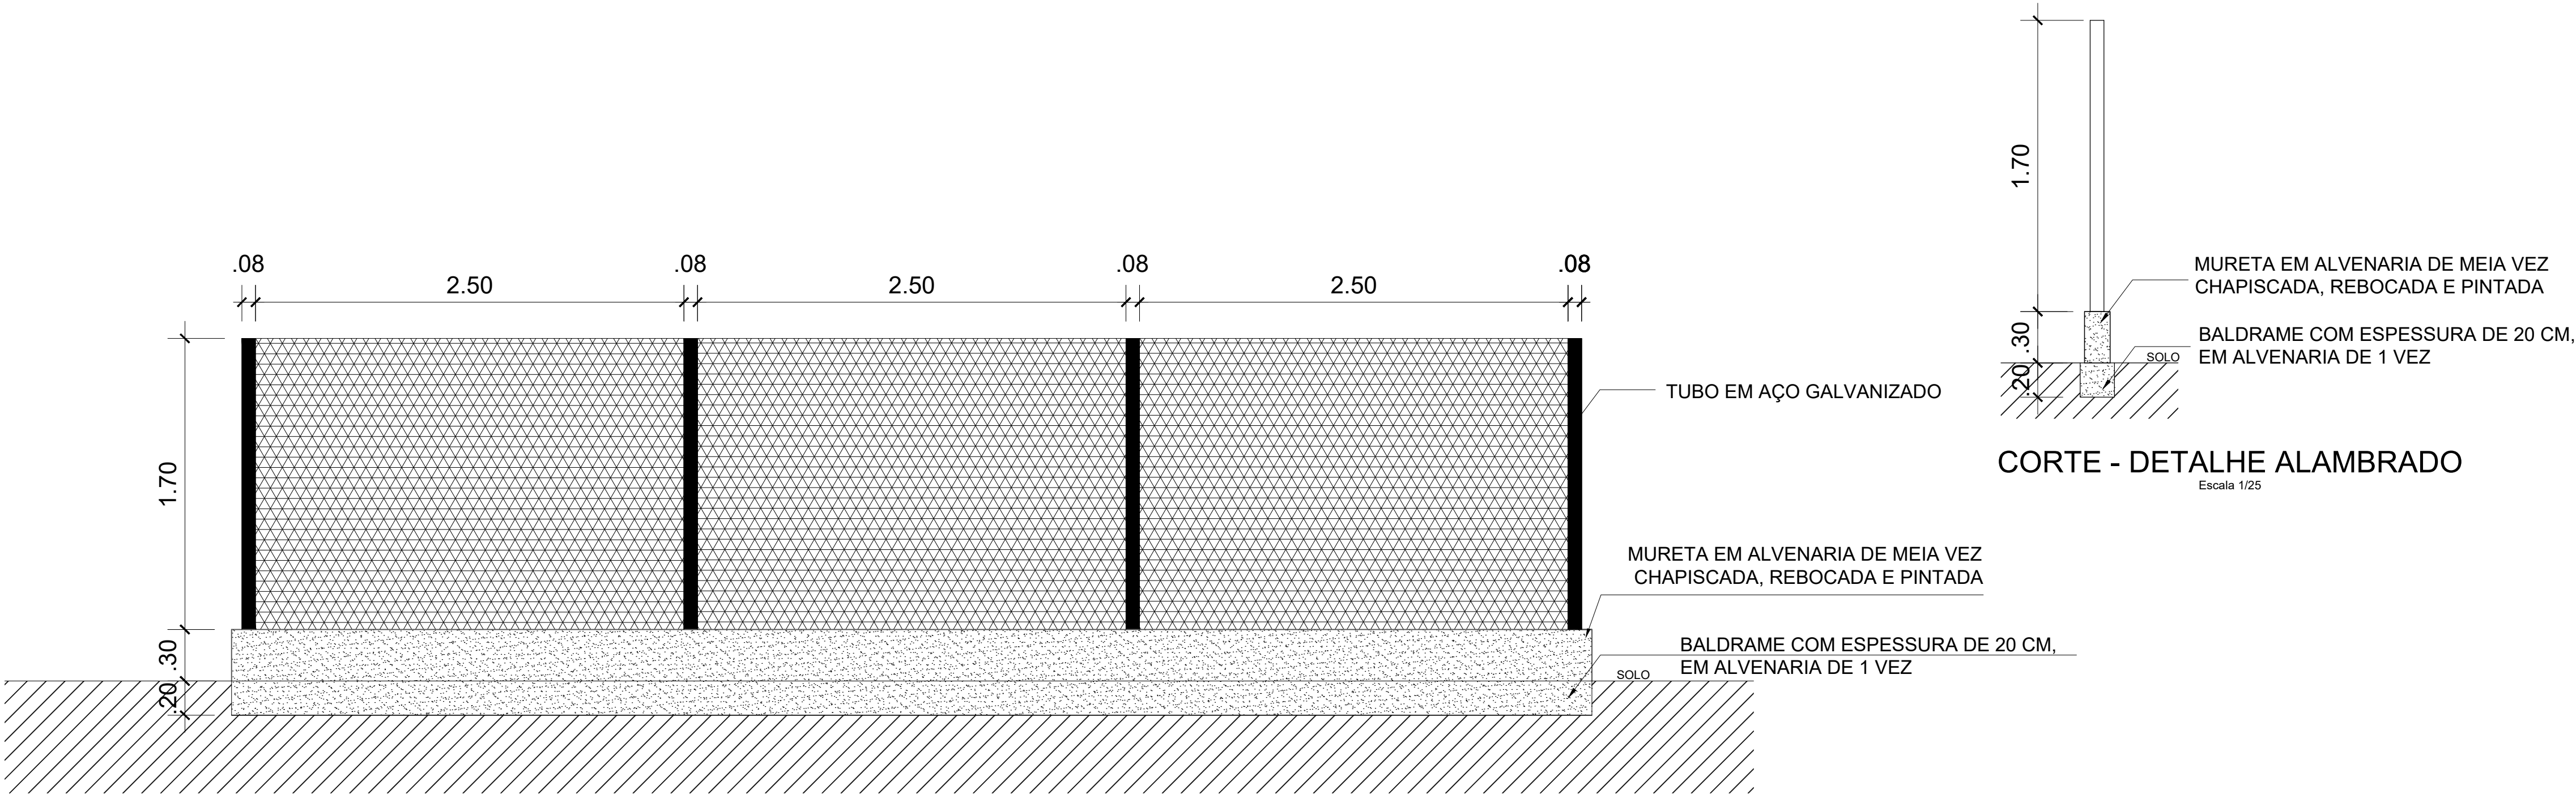 .08
.08
.08
.08
2.50
2.50
2.50
1.70
.30
.20
TUBO EM AÇO GALVANIZADO
MURETA EM ALVENARIA DE MEIA VEZ
CHAPISCADA, REBOCADA E PINTADA
BALDRAME COM ESPESSURA DE 20 CM,
EM ALVENARIA DE 1 VEZ
SOLO
1.70
.30
.20
MURETA EM ALVENARIA DE MEIA VEZ
CHAPISCADA, REBOCADA E PINTADA
BALDRAME COM ESPESSURA DE 20 CM,
EM ALVENARIA DE 1 VEZ
SOLO
CORTE - DETALHE ALAMBRADO
Escala 1/25